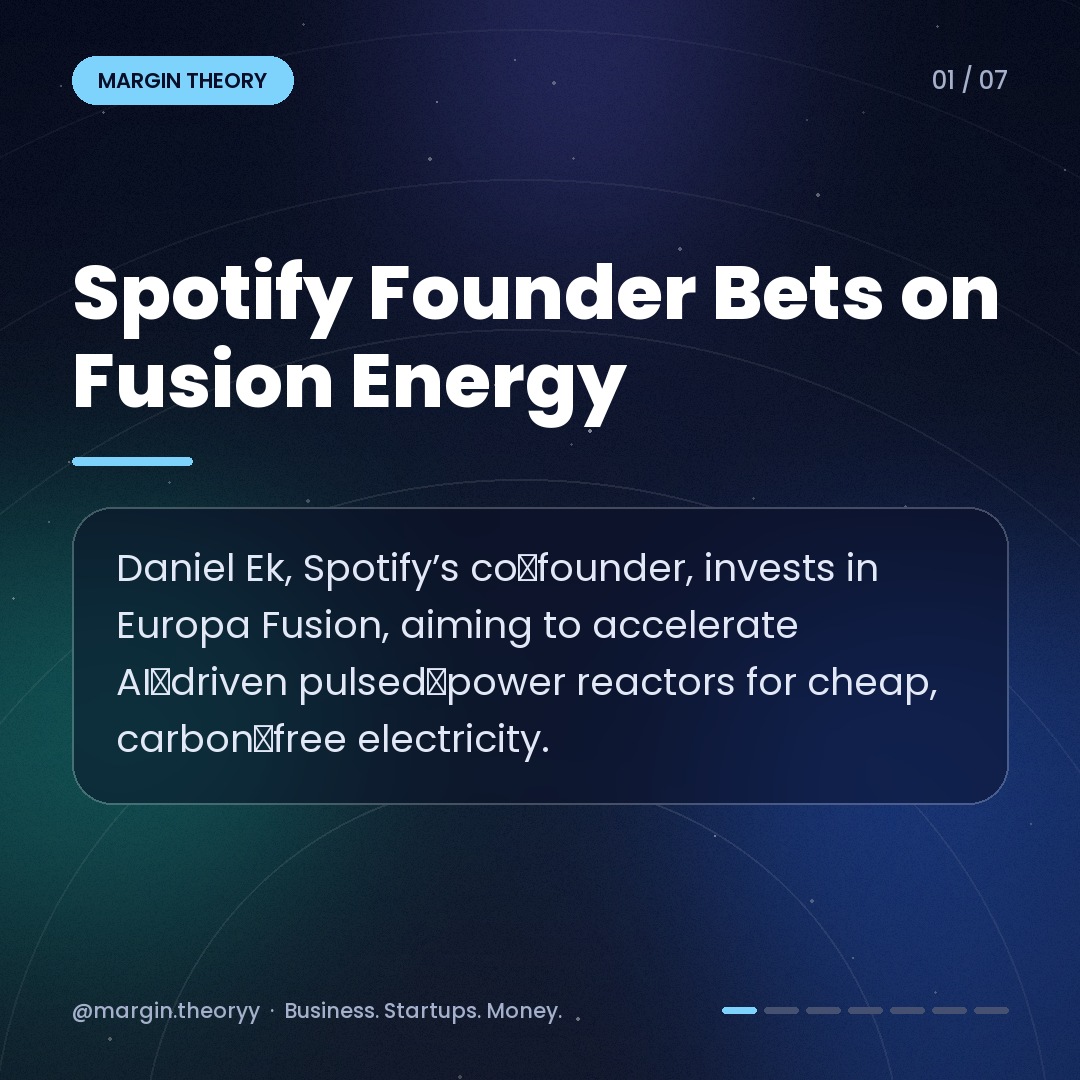 MARGIN THEORY
01 / 07
Spotify Founder Bets on
Fusion Energy
Daniel Ek, Spotify’s co☒founder, invests in
Europa Fusion, aiming to accelerate
AI☒driven pulsed☒power reactors for cheap,
carbon☒free electricity.
@margin.theoryy · Business. Startups. Money.